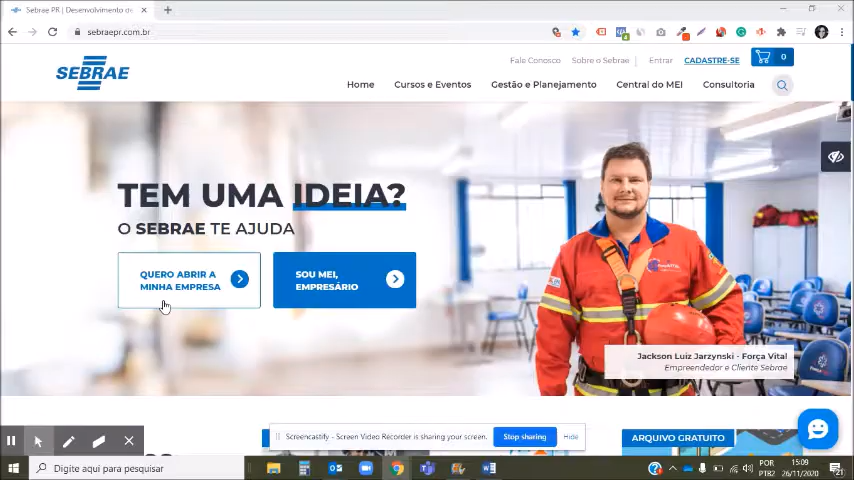 Sebrae PR | Desenvolvimento d
sebraepr.com.br
SEBRAE
Fale Conosco
Sobre o Sebrae
Entrar
CADASTRE-SE
0
Home
Cursos e Eventos
Gestão e Planejamento
Central do MEI
Consultoria
TEM UMA IDEIA?
O SEBRAE TE AJUDA
QUERO ABRIR A
MINHA EMPRESA
SOU MEI,
EMPRESÁRIO
Jackson Luiz Jarzynski - Força Vital
Empreendedor e Cliente Sebrae
Screencastify - Screen Video Recorder is sharing your screen.
Stop sharing
Hide
ARQUIVO GRATUITO
Digite aqui para pesquisar
POR
PTB2
15:09
26/11/2020